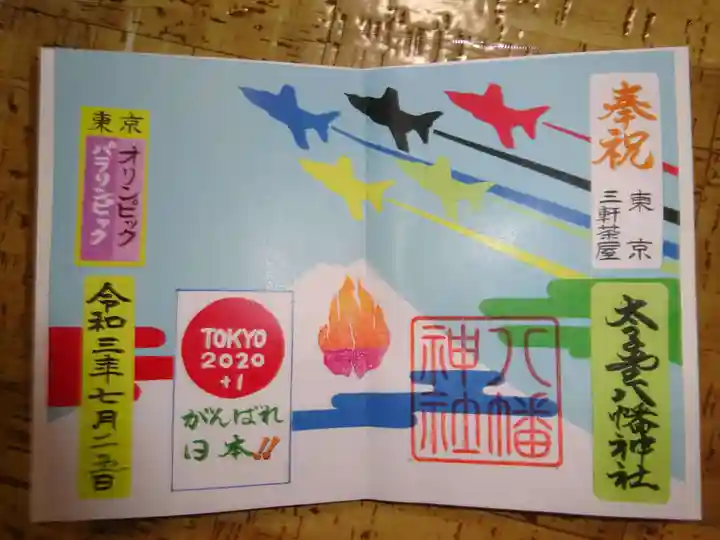 奉祝
東京
三軒茶屋
太子堂八幡神社
八幡
神社
TOKYO
2020
+1
がんばれ
日本!!
東京
オリンピック
パラリンピック
令和三年七月二五日